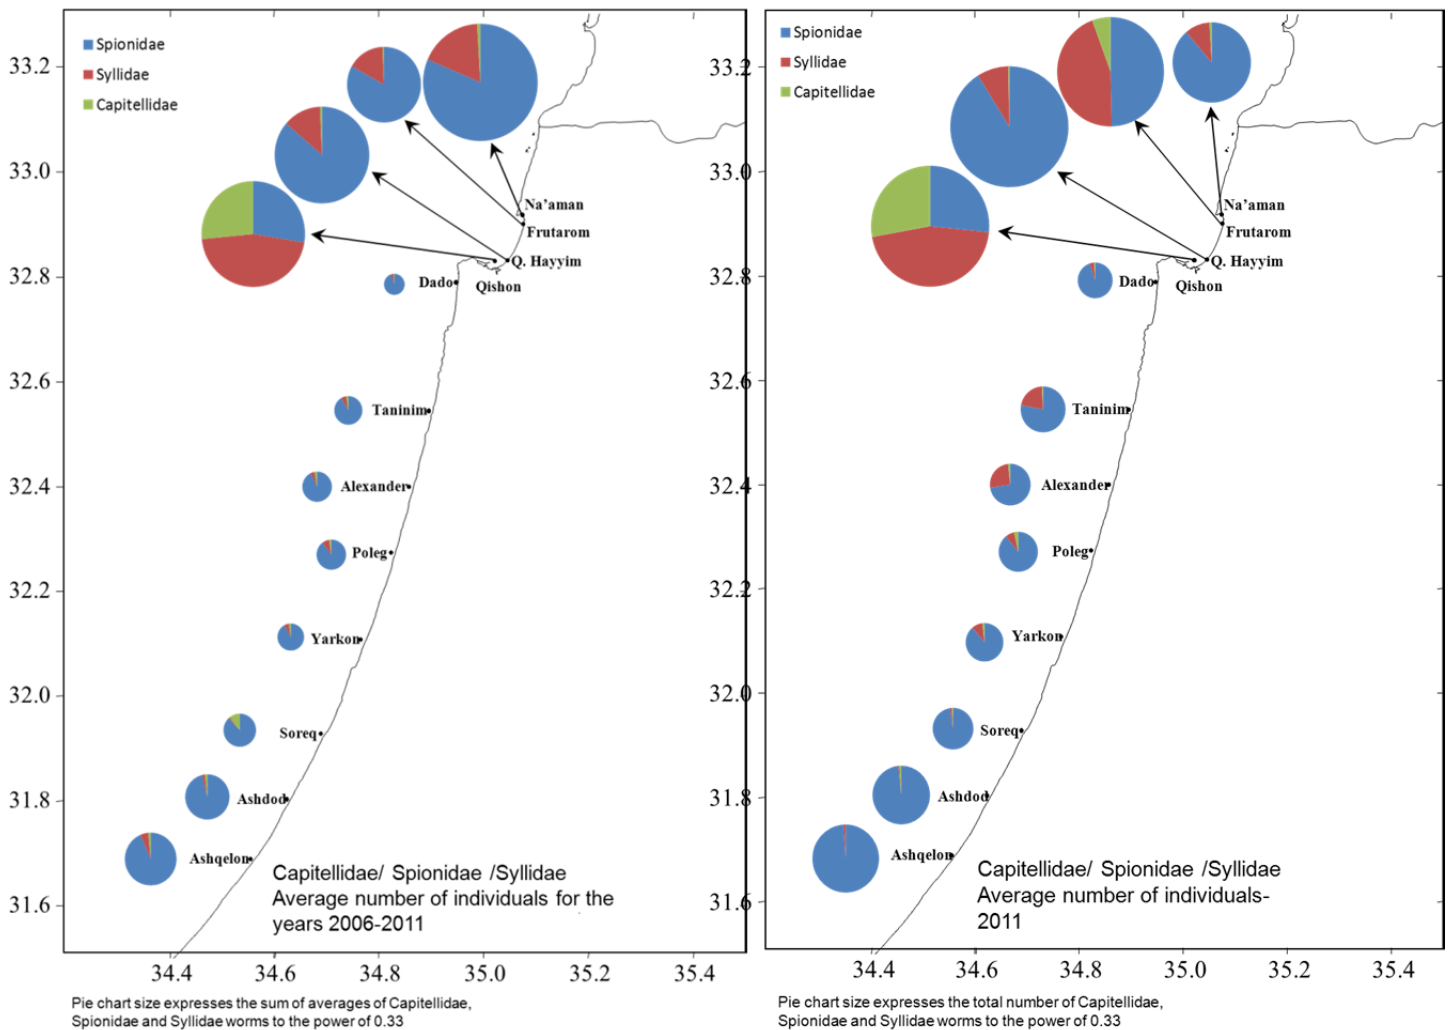 Spionidae
Syllidae
Capitellidae
33.2
33.0
32.8
32.6
32.4
32.2
32.0
31.8
31.6
Na'aman
Frutarom
Q. Hayyim
Qishon
Dado
Taninim
Alexander
Poleg
Yarkon
Soreq
Ashdod
Ashqelon
Capitellidae/ Spionidae /Syllidae
Average number of individuals for the
years 2006-2011
34.4 34.6 34.8 35.0 35.2 35.4
Pie chart size expresses the sum of averages of Capitellidae,
Spionidae and Syllidae worms to the power of 0.33
Spionidae
Syllidae
Capitellidae
33.2
33.0
32.8
32.6
32.4
32.2
32.0
31.8
31.6
Na'aman
Frutarom
Q. Hayyim
Qishon
Dado
Taninim
Alexander
Poleg
Yarkon
Soreq
Ashdod
Ashqelon
Capitellidae/ Spionidae /Syllidae
Average number of individuals-
2011
34.4 34.6 34.8 35.0 35.2 35.4
Pie chart size expresses the total number of Capitellidae,
Spionidae and Syllidae worms to the power of 0.33